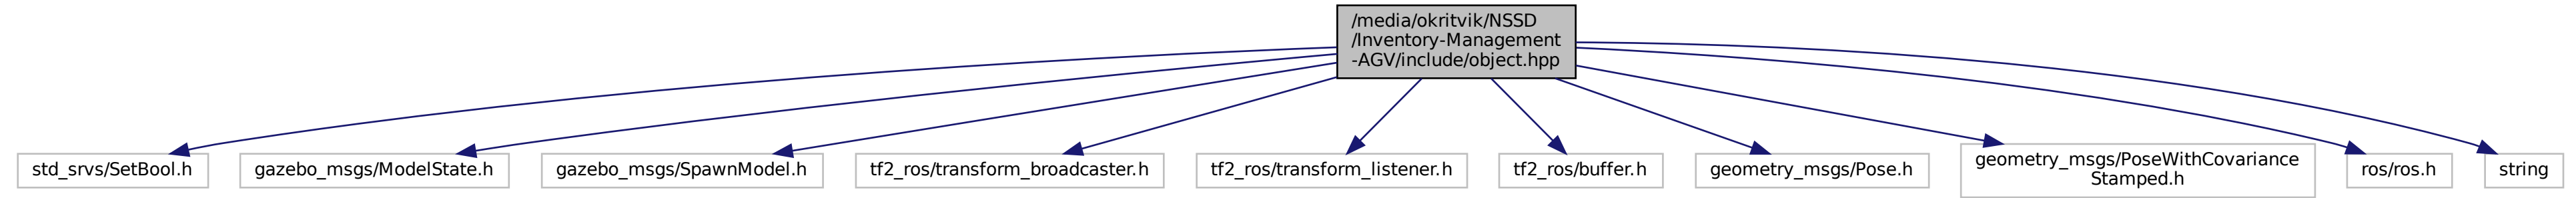 /media/okritvik/NSSD
/Inventory-Management
-AGV/include/object.hpp
std_srvs/SetBool.h
gazebo_msgs/ModelState.h
gazebo_msgs/SpawnModel.h
tf2_ros/transform_broadcaster.h
tf2_ros/transform_listener.h
tf2_ros/buffer.h
geometry_msgs/Pose.h
geometry_msgs/PoseWithCovariance
Stamped.h
ros/ros.h
string